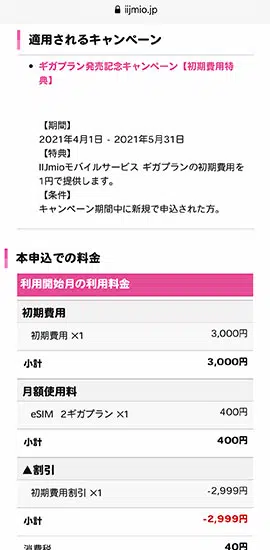 iijmio.jp
適用されるキャンペーン
ギガプラン発売記念キャンペーン【初期費用特
典】
【期間】
2021年4月1日 - 2021年5月31日
【特典】
IIJmioモバイルサービス ギガプランの初期費用を
1円で提供します。
【条件】
キャンペーン期間中に新規で申込された方。
本申込での料金
利用開始月の利用料金
初期費用
初期費用 ×1 3,000円
小計 3,000円
月額使用料
eSIM 2ギガプラン ×1 400円
小計 400円
▲割引
初期費用割引 ×1 -2,999円
小計 -2,999円
消費税 40円